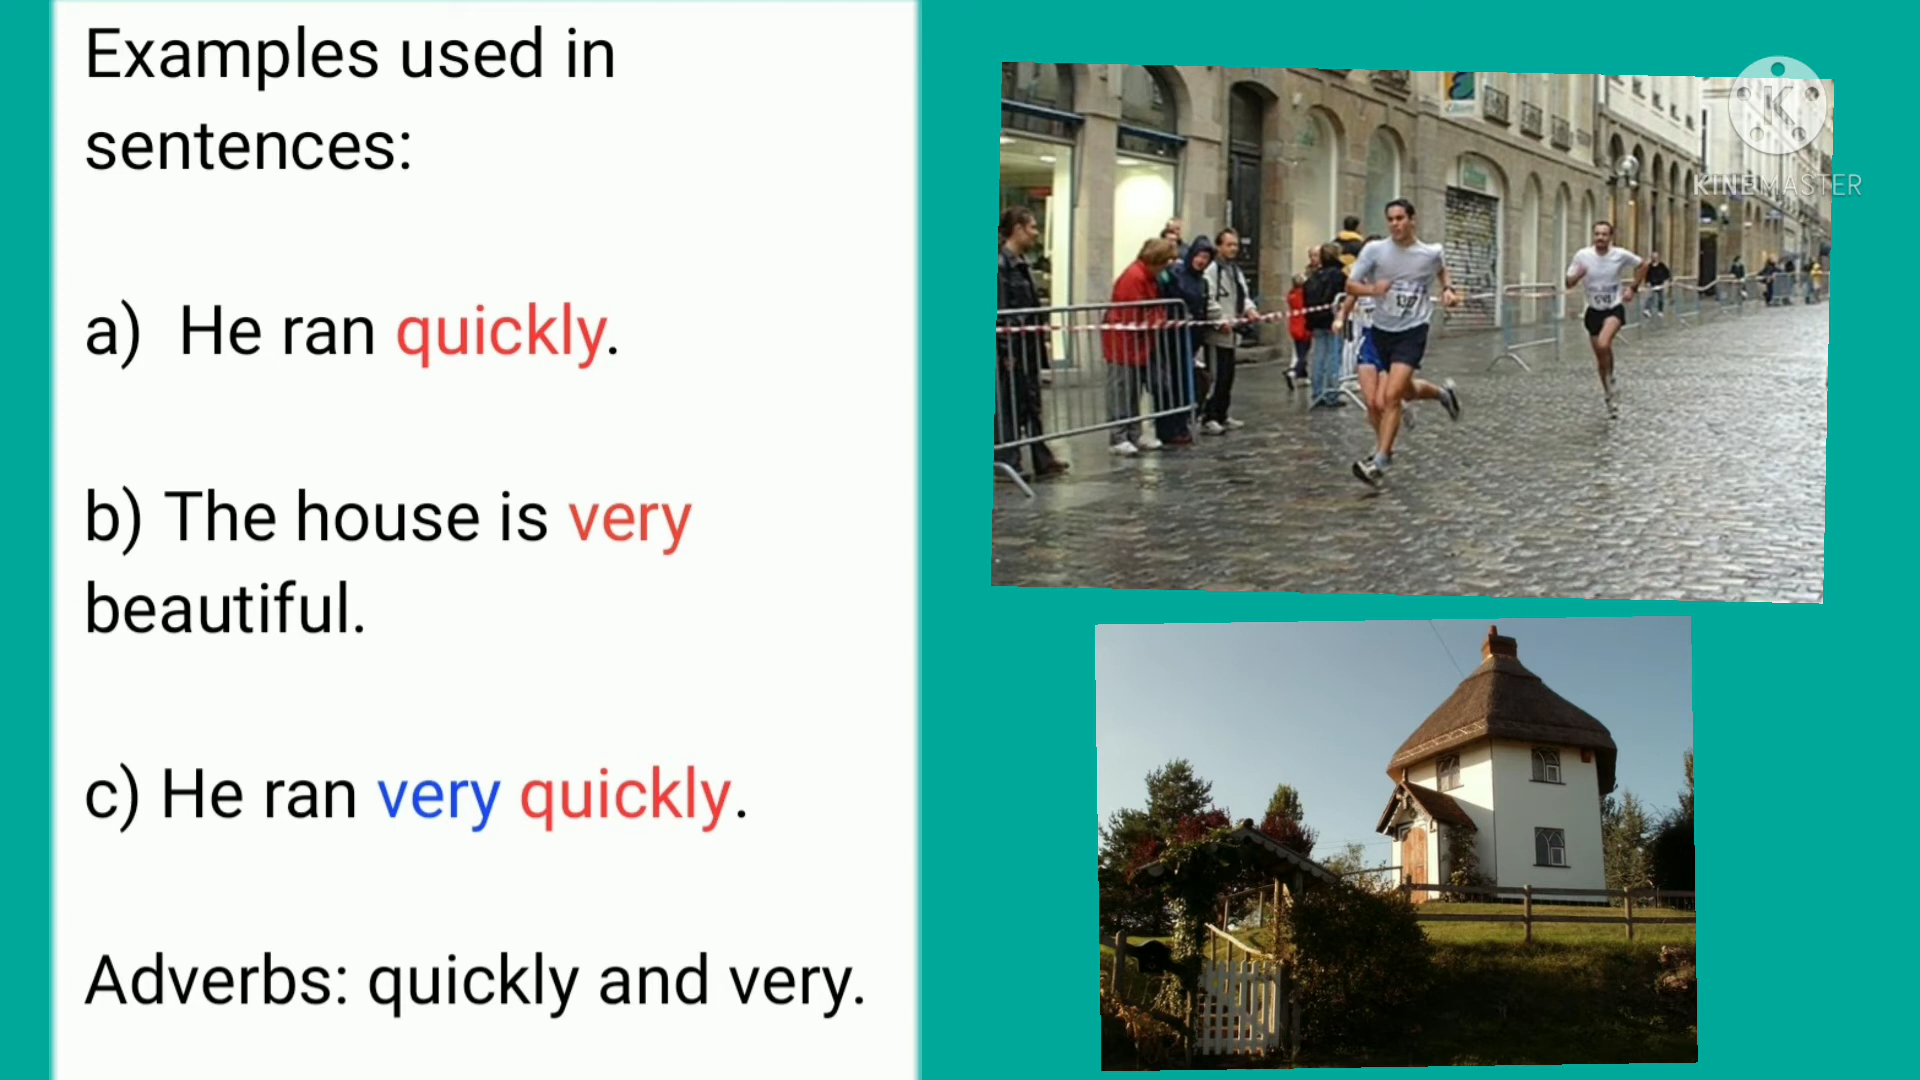 Examples used in
sentences:
a) He ran quickly.
b) The house is very
beautiful.
c) He ran very quickly.
Adverbs: quickly and very.
K
KINEMASTER